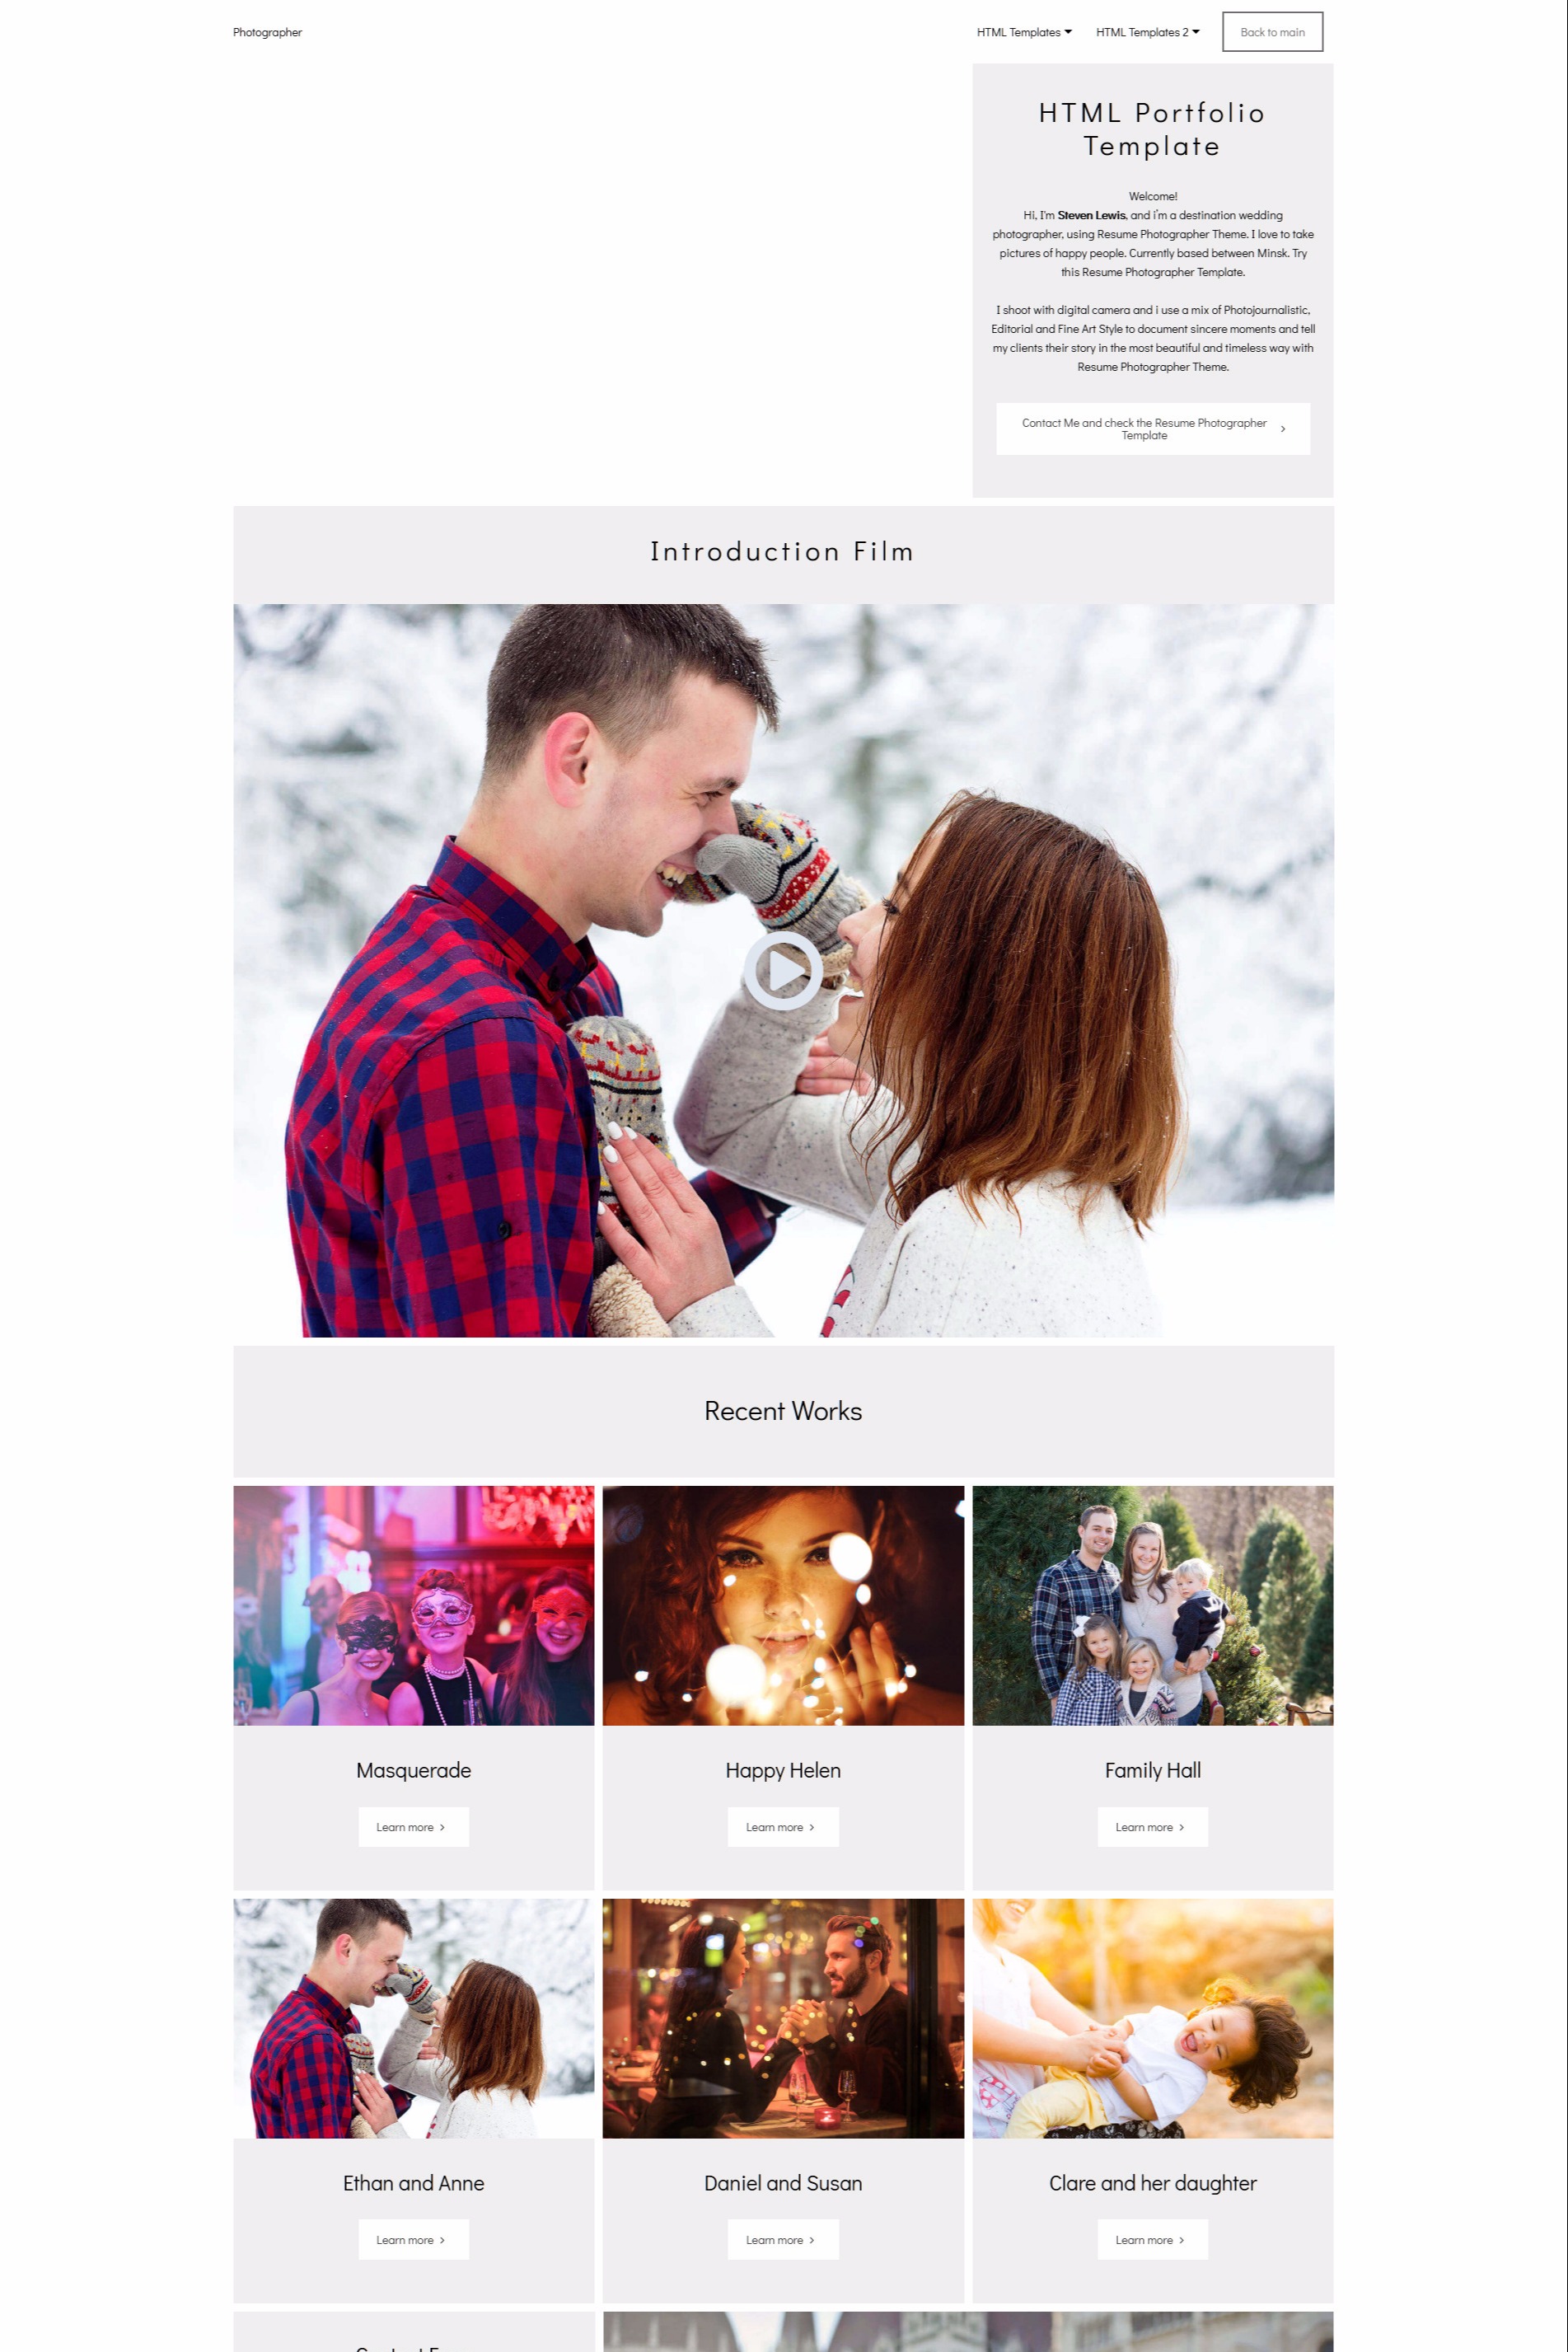 Photographer
HTML Templates
HTML Templates 2
Back to main
HTML Portfolio
Template
Welcome!
Hi, I'm Steven Lewis, and i'm a destination wedding
photographer, using Resume Photographer Theme. I love to take
pictures of happy people. Currently based between Minsk. Try
this Resume Photographer Template.
I shoot with digital camera and i use a mix of Photojournalistic,
Editorial and Fine Art Style to document sincere moments and tell
my clients their story in the most beautiful and timeless way with
Resume Photographer Theme.
Contact Me and check the Resume Photographer
Template
Introduction Film
Recent Works
Masquerade
Happy Helen
Family Hall
Learn more
Learn more
Learn more
Ethan and Anne
Daniel and Susan
Clare and her daughter
Learn more
Learn more
Learn more